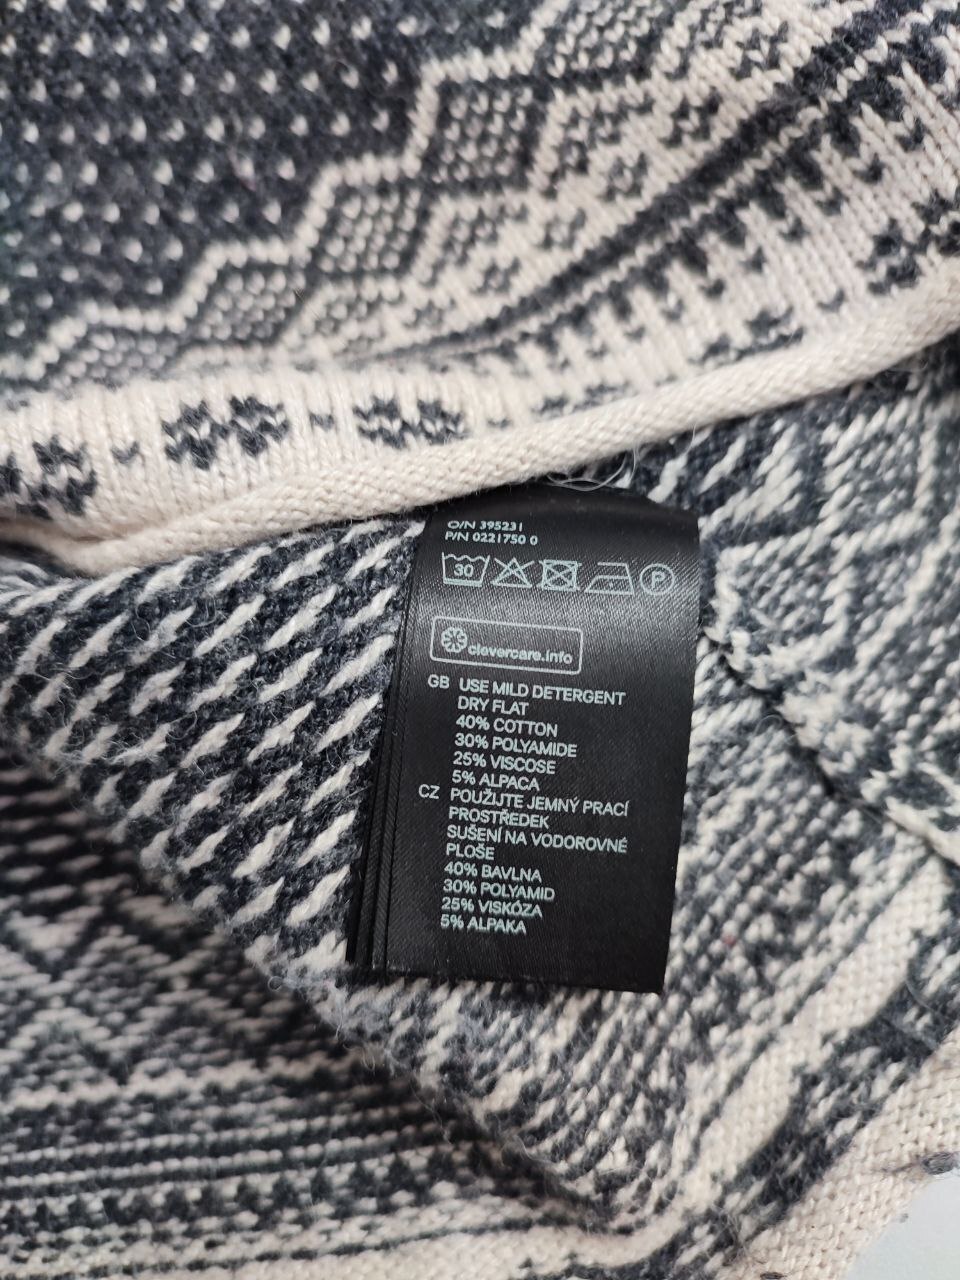 O/N 395231
P/N 0221750 0
30 P
clevercare.info
GB USE MILD DETERGENT
DRY FLAT
40% COTTON
30% POLYAMIDE
25% VISCOSE
5% ALPACA
CZ POUŽIJTE JEMNÝ PRACÍ
PROSTŘEDEK
SUŠENÍ NA VODOROVNÉ
PLOŠE
40% BAVLNA
30% POLYAMID
25% VISKÓZA
5% ALPAKA